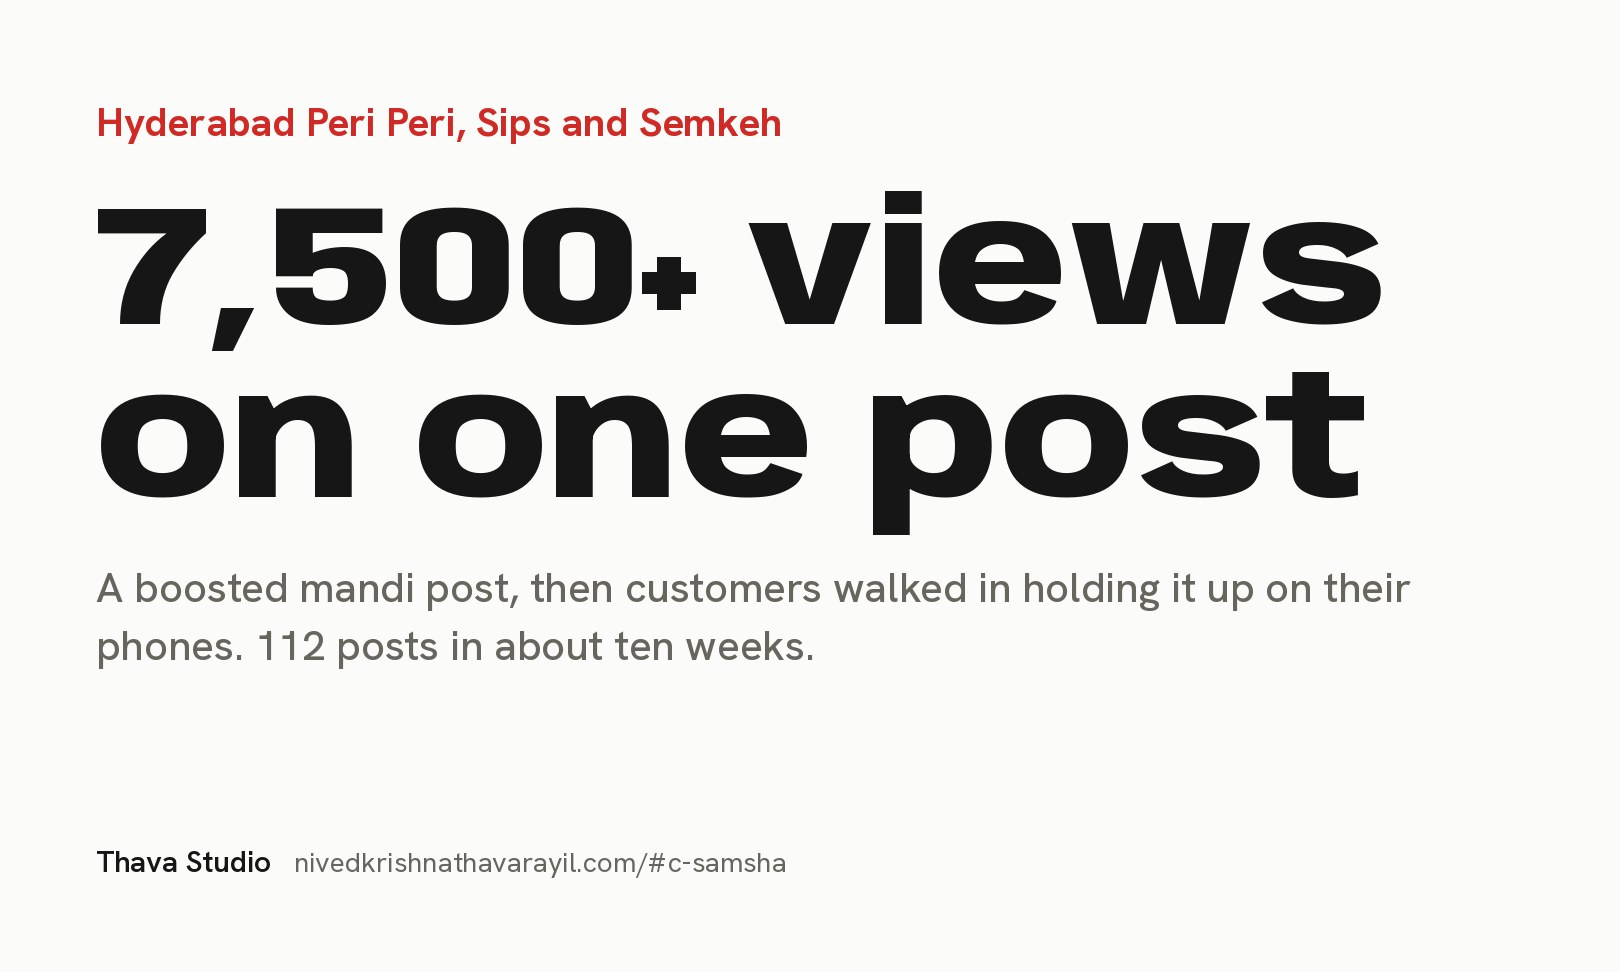 Hyderabad Peri Peri, Sips and Semkeh
7,500+ views
on one post
A boosted mandi post, then customers walked in holding it up on their
phones. 112 posts in about ten weeks.
Thava Studio nivedkrishnathavarayil.com/#c-samsha